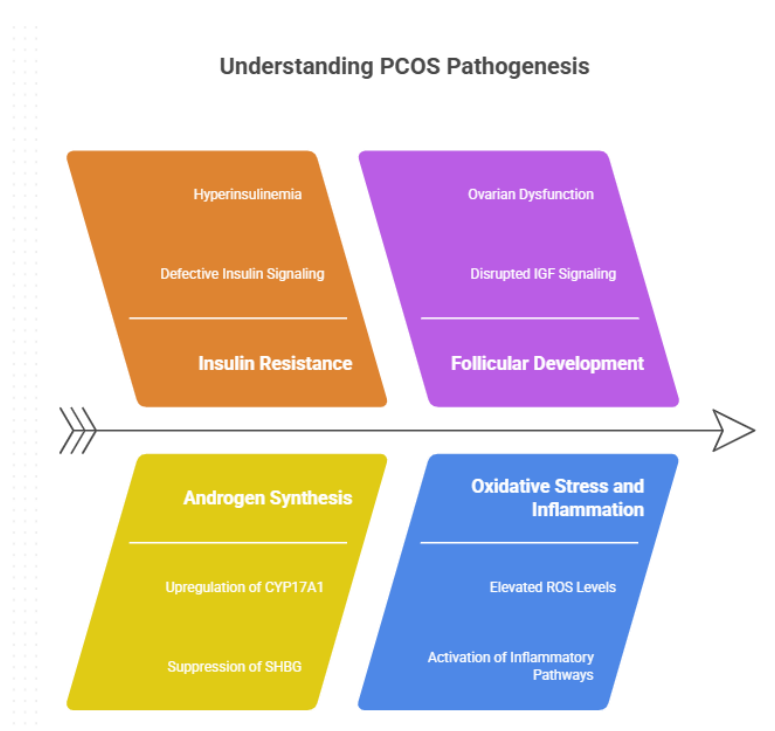 Understanding PCOS Pathogenesis
Hyperinsulinemia
Defective Insulin Signaling
Insulin Resistance
Ovarian Dysfunction
Disrupted IGF Signaling
Follicular Development
Androgen Synthesis
Upregulation of CYP17A1
Suppression of SHBG
Oxidative Stress and
Inflammation
Elevated ROS Levels
Activation of Inflammatory
Pathways